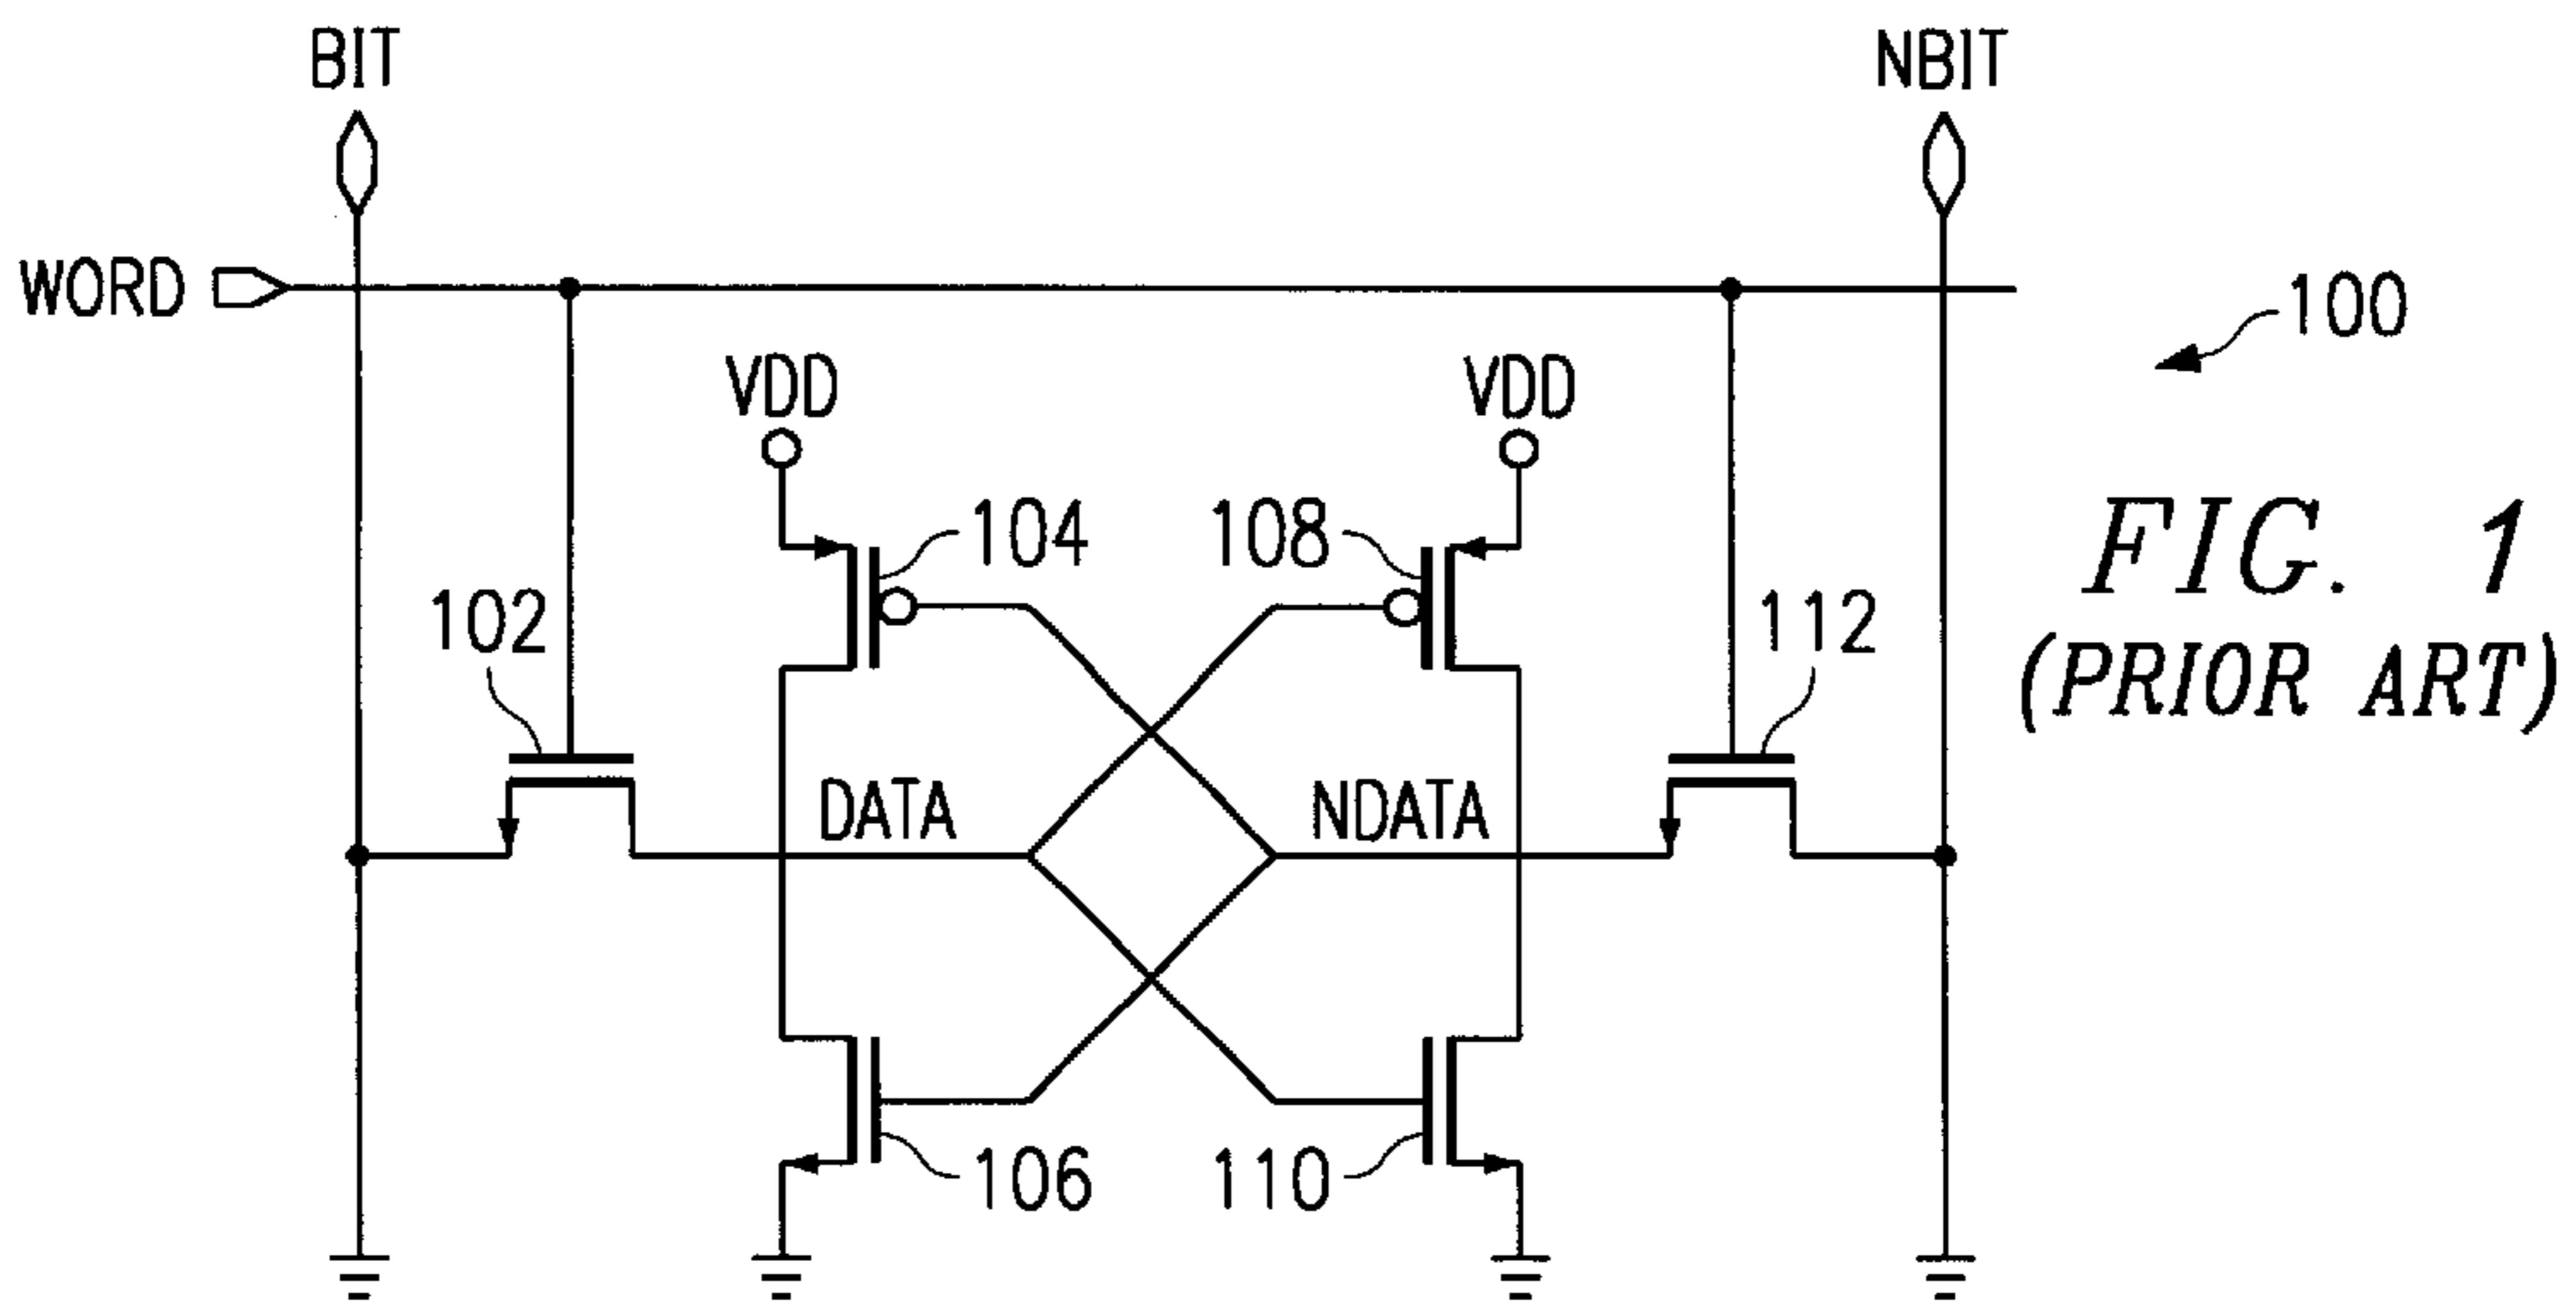 BIT
NBIT
WORD
100
VDD
VDD
104
108
FIG. 1
102
112
(PRIOR ART)
DATA
NDATA
106
110